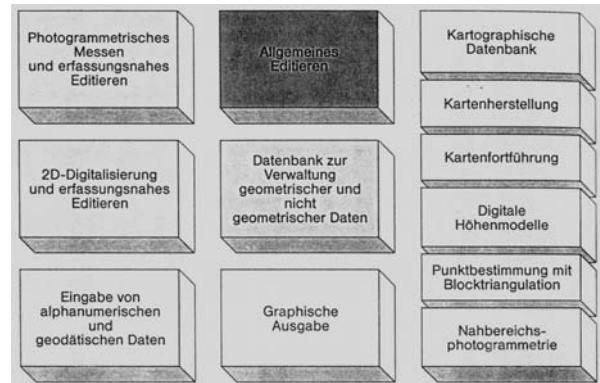 Photogrammetrisches
Messen
und erfassungsnahes
Editieren
Allgemeines
Editieren
Kartographische
Datenbank
Kartenherstellung
Kartenfortführung
2D-Digitalisierung
und erfassungsnahes
Editieren
Datenbank zur
Verwaltung
geometrischer und
nicht
geometrischer Daten
Digitale
Höhenmodelle
Punktbestimmung mit
Blocktriangulation
Eingabe von
alphanumerischen
und
geodätischen Daten
Graphische
Ausgabe
Nahbereichs-
photogrammetrie